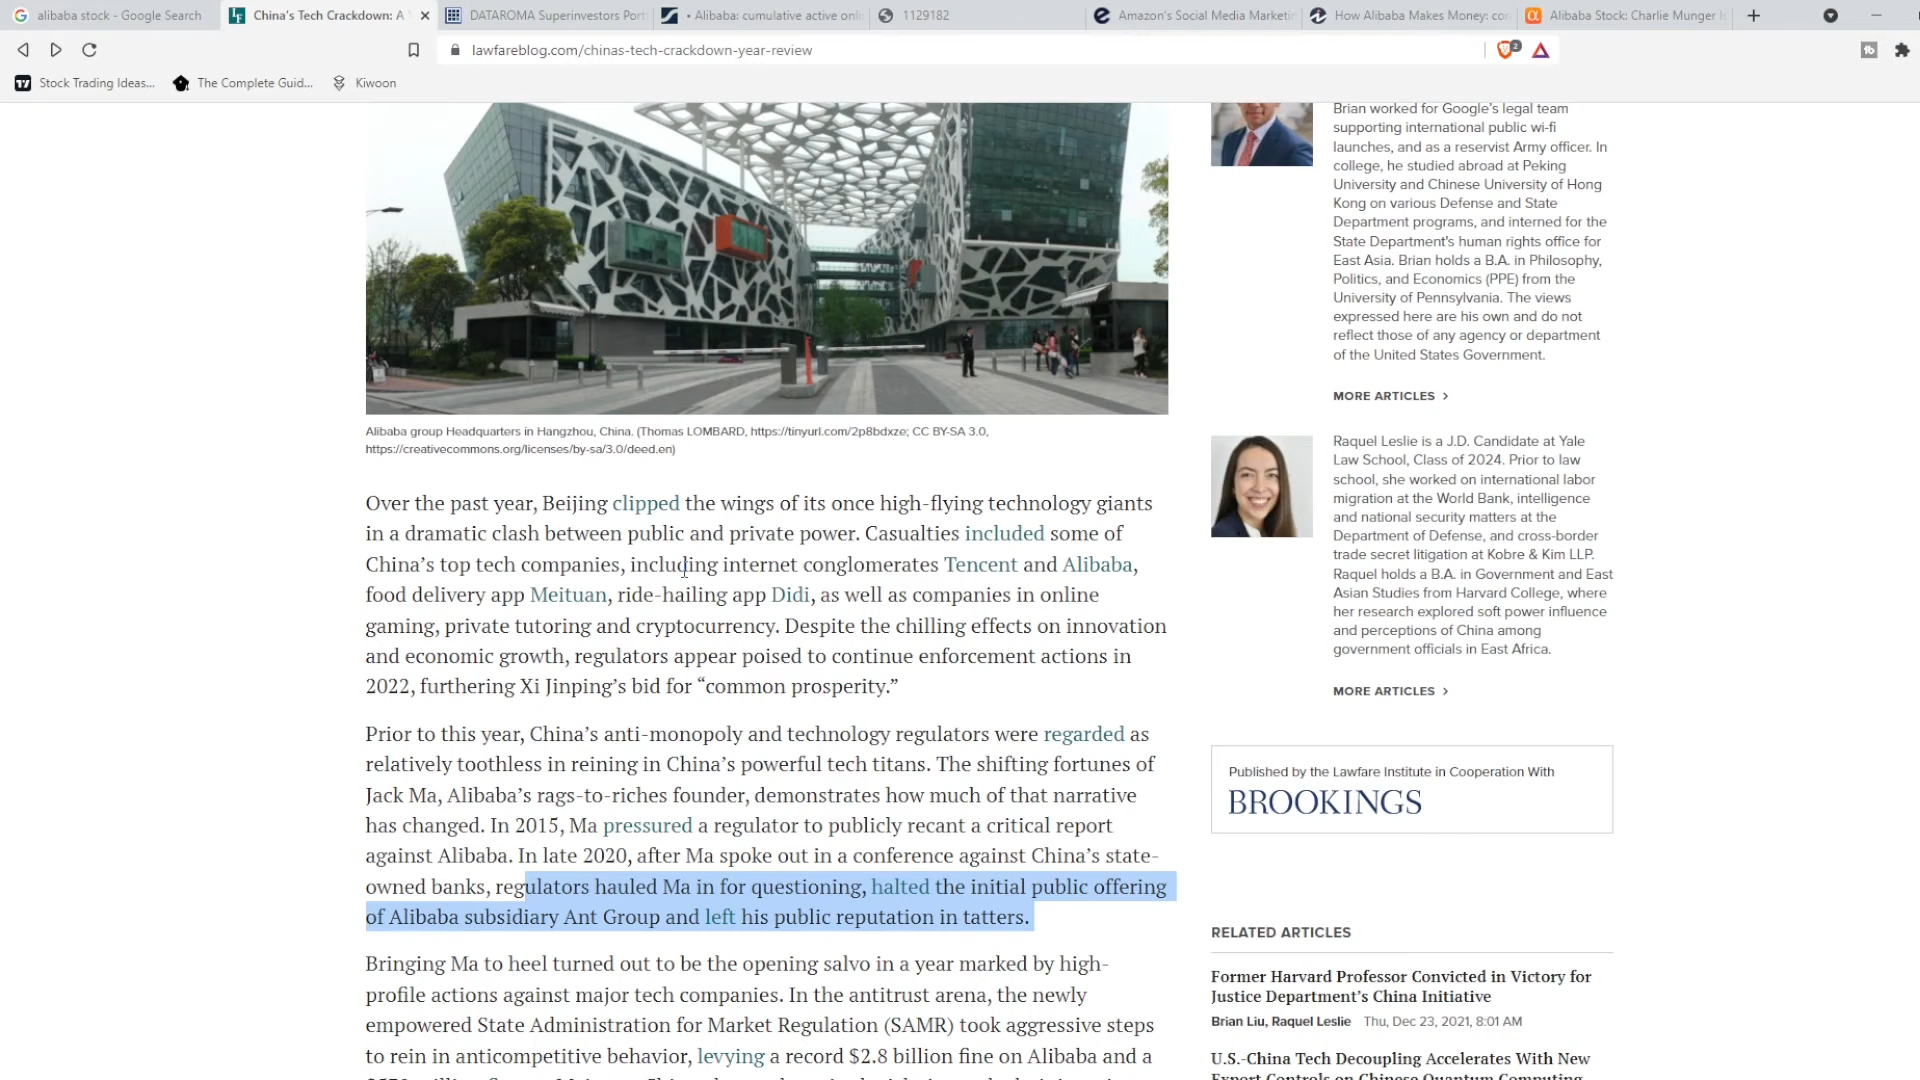 alibaba stock - Google Search
China's Tech Crackdown: A
DATAROMA Superinvestors Port
• Alibaba: cumulative active onli
1129182
Amazon's Social Media Marketin
How Alibaba Makes Money: cor
Alibaba Stock: Charlie Munger Is
lawfareblog.com/chinas-tech-crackdown-year-review
2
Stock Trading Ideas...
The Complete Guid...
Kiwoon
Alibaba group Headquarters in Hangzhou, China. (Thomas LOMBARD, https://tinyurl.com/2p8bdxze; CC BY-SA 3.0,
https://creativecommons.org/licenses/by-sa/3.0/deed.en)
Over the past year, Beijing clipped the wings of its once high-flying technology giants
in a dramatic clash between public and private power. Casualties included some of
China's top tech companies, including internet conglomerates Tencent and Alibaba,
food delivery app Meituan, ride-hailing app Didi, as well as companies in online
gaming, private tutoring and cryptocurrency. Despite the chilling effects on innovation
and economic growth, regulators appear poised to continue enforcement actions in
2022, furthering Xi Jinping's bid for “common prosperity.”
Prior to this year, China's anti-monopoly and technology regulators were regarded as
relatively toothless in reining in China's powerful tech titans. The shifting fortunes of
Jack Ma, Alibaba's rags-to-riches founder, demonstrates how much of that narrative
has changed. In 2015, Ma pressured a regulator to publicly recant a critical report
against Alibaba. In late 2020, after Ma spoke out in a conference against China's state-
owned banks, regulators hauled Ma in for questioning, halted the initial public offering
of Alibaba subsidiary Ant Group and left his public reputation in tatters.
Bringing Ma to heel turned out to be the opening salvo in a year marked by high-
profile actions against major tech companies. In the antitrust arena, the newly
empowered State Administration for Market Regulation (SAMR) took aggressive steps
to rein in anticompetitive behavior, levying a record $2.8 billion fine on Alibaba and a
Brian worked for Google's legal team
supporting international public wi-fi
launches, and as a reservist Army officer. In
college, he studied abroad at Peking
University and Chinese University of Hong
Kong on various Defense and State
Department programs, and interned for the
State Department's human rights office for
East Asia. Brian holds a B.A. in Philosophy,
Politics, and Economics (PPE) from the
University of Pennsylvania. The views
expressed here are his own and do not
reflect those of any agency or department
of the United States Government.
MORE ARTICLES >
Raquel Leslie is a J.D. Candidate at Yale
Law School, Class of 2024. Prior to law
school, she worked on international labor
migration at the World Bank, intelligence
and national security matters at the
Department of Defense, and cross-border
trade secret litigation at Kobre & Kim LLP.
Raquel holds a B.A. in Government and East
Asian Studies from Harvard College, where
her research explored soft power influence
and perceptions of China among
government officials in East Africa.
MORE ARTICLES >
Published by the Lawfare Institute in Cooperation With
BROOKINGS
RELATED ARTICLES
Former Harvard Professor Convicted in Victory for
Justice Department's China Initiative
Brian Liu, Raquel Leslie Thu, Dec 23, 2021, 8:01 AM
U.S.-China Tech Decoupling Accelerates With New
Export Controls on Chinese Quantum Computing